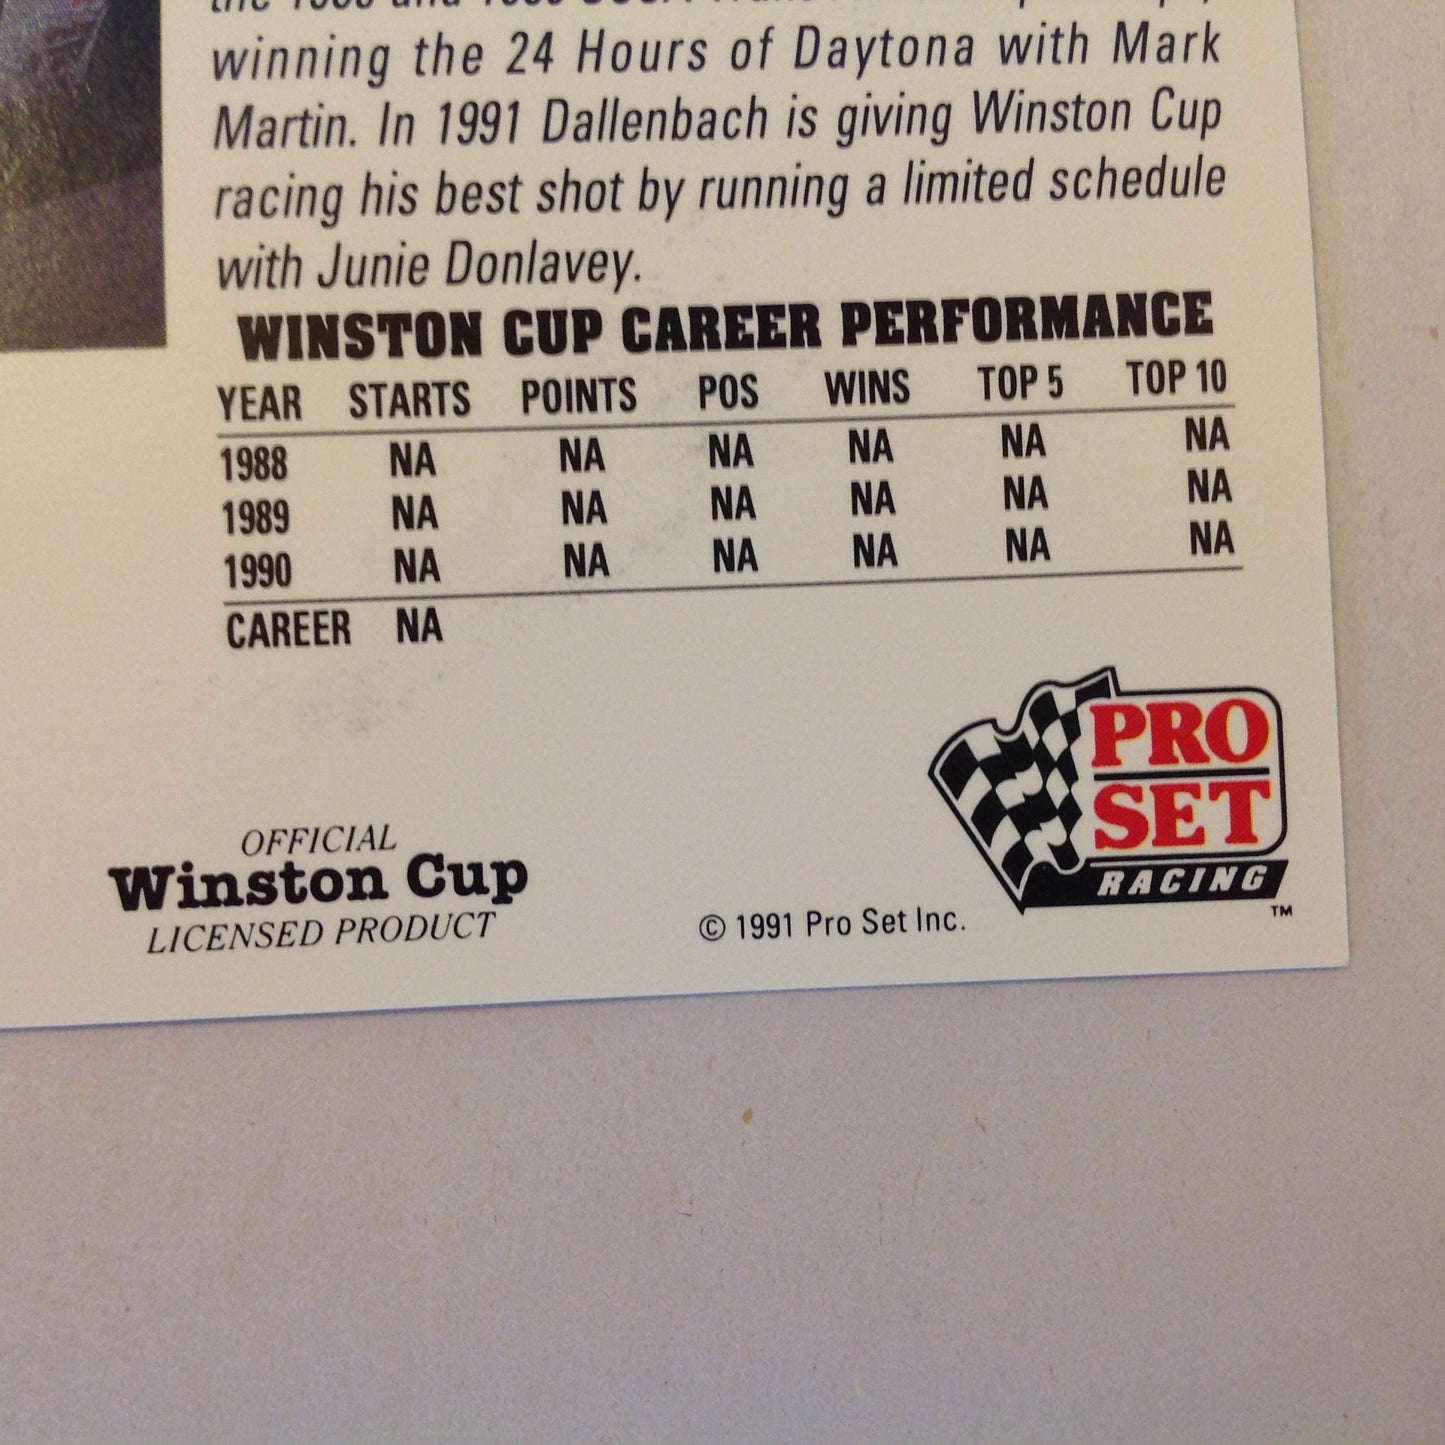 winning the 24 Hours of Daytona with Mark
Martin. In 1991 Dallenbach is giving Winston Cup
racing his best shot by running a limited schedule
with Junie Donlavey.
WINSTON CUP CAREER PERFORMANCE
YEAR STARTS POINTS POS WINS TOP 5 TOP 10
1988 NA NA NA NA NA NA
1989 NA NA NA NA NA NA
1990 NA NA NA NA NA NA
CAREER NA
OFFICIAL
Winston Cup
LICENSED PRODUCT
© 1991 Pro Set Inc.
PRO
SET
RACING
TM